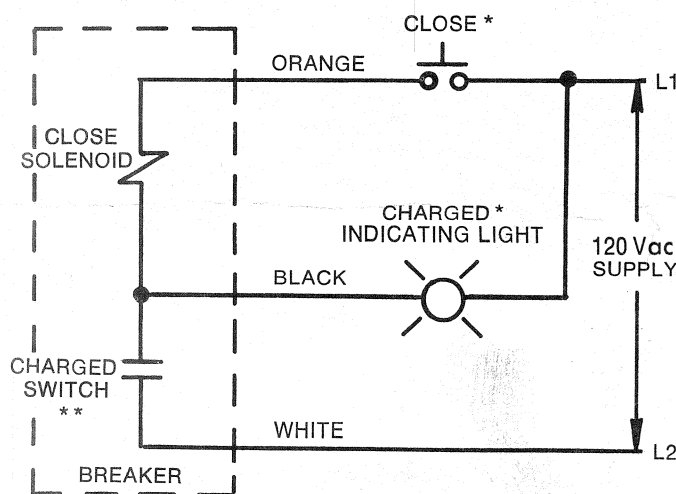 CLOSE *
ORANGE
L1
CLOSE
SOLENOID
CHARGED *
INDICATING LIGHT
120 Vac
SUPPLY
BLACK
CHARGED
SWITCH
**
WHITE
L2
BREAKER